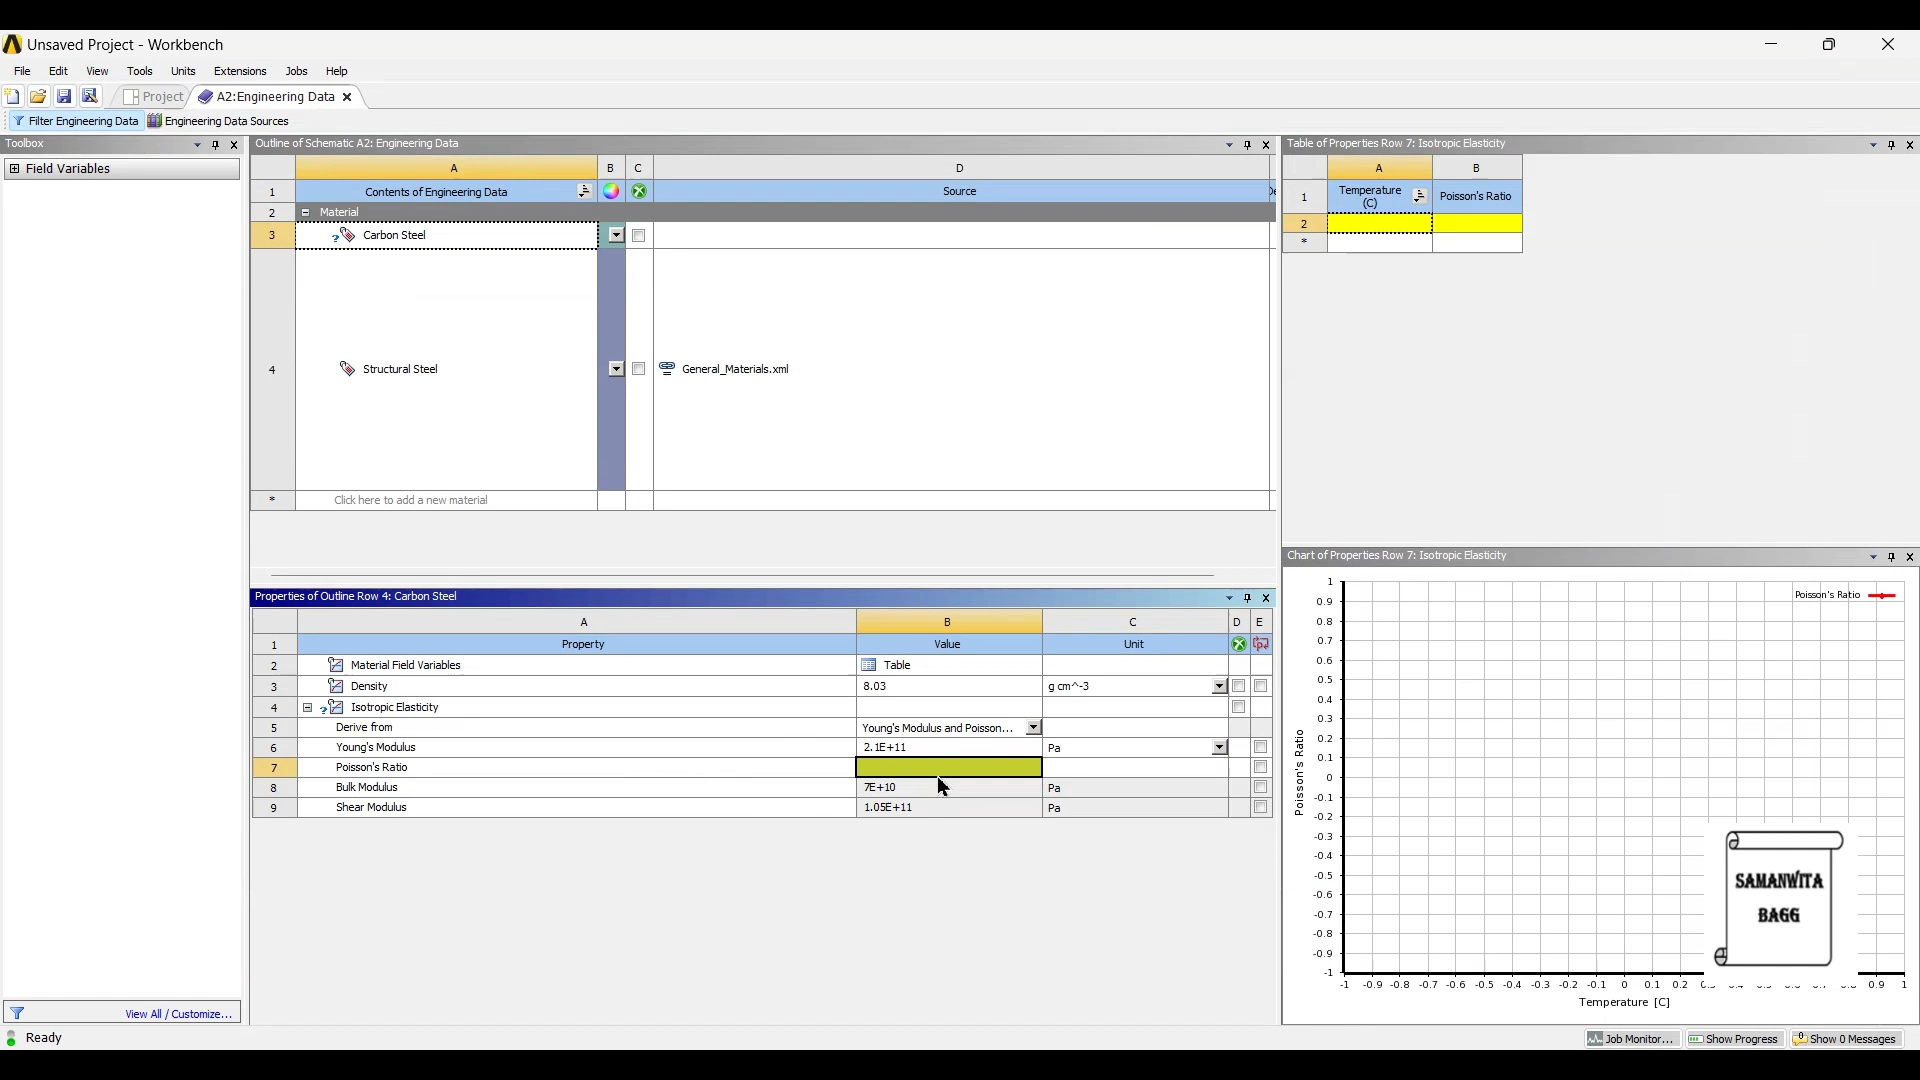 Unsaved Project - Workbench
File Edit View Tools Units Extensions Jobs Help
Project A2:Engineering Data
Filter Engineering Data Engineering Data Sources
Toolbox
Field Variables
View All / Customize...
Outline of Schematic A2: Engineering Data
A B C D
1 Contents of Engineering Data Source
2 Material
3 ? Carbon Steel
4 Structural Steel General_Materials.xml
* Click here to add a new material
Properties of Outline Row 4: Carbon Steel
A B C D E
1 Property Value Unit
2 Material Field Variables Table
3 Density 8.03 g cm^-3
4 ? Isotropic Elasticity
5 Derive from Young's Modulus and Poisson...
6 Young's Modulus 2.1E+11 Pa
7 Poisson's Ratio
8 Bulk Modulus 7E+10 Pa
9 Shear Modulus 1.05E+11 Pa
Table of Properties Row 7: Isotropic Elasticity
A B
1 Temperature (C) Poisson's Ratio
2
*
Chart of Properties Row 7: Isotropic Elasticity
Poisson's Ratio
1
0.9
0.8
0.7
0.6
0.5
0.4
0.3
0.2
0.1
0
-0.1
-0.2
-0.3
-0.4
-0.5
-0.6
-0.7
-0.8
-0.9
-1
Poisson's Ratio
-1 -0.9 -0.8 -0.7 -0.6 -0.5 -0.4 -0.3 -0.2 -0.1 0 0.1 0.2 0.9 1
Temperature [C]
SAMANWITA
BAGG
Ready
Job Monitor... Show Progress Show 0 Messages